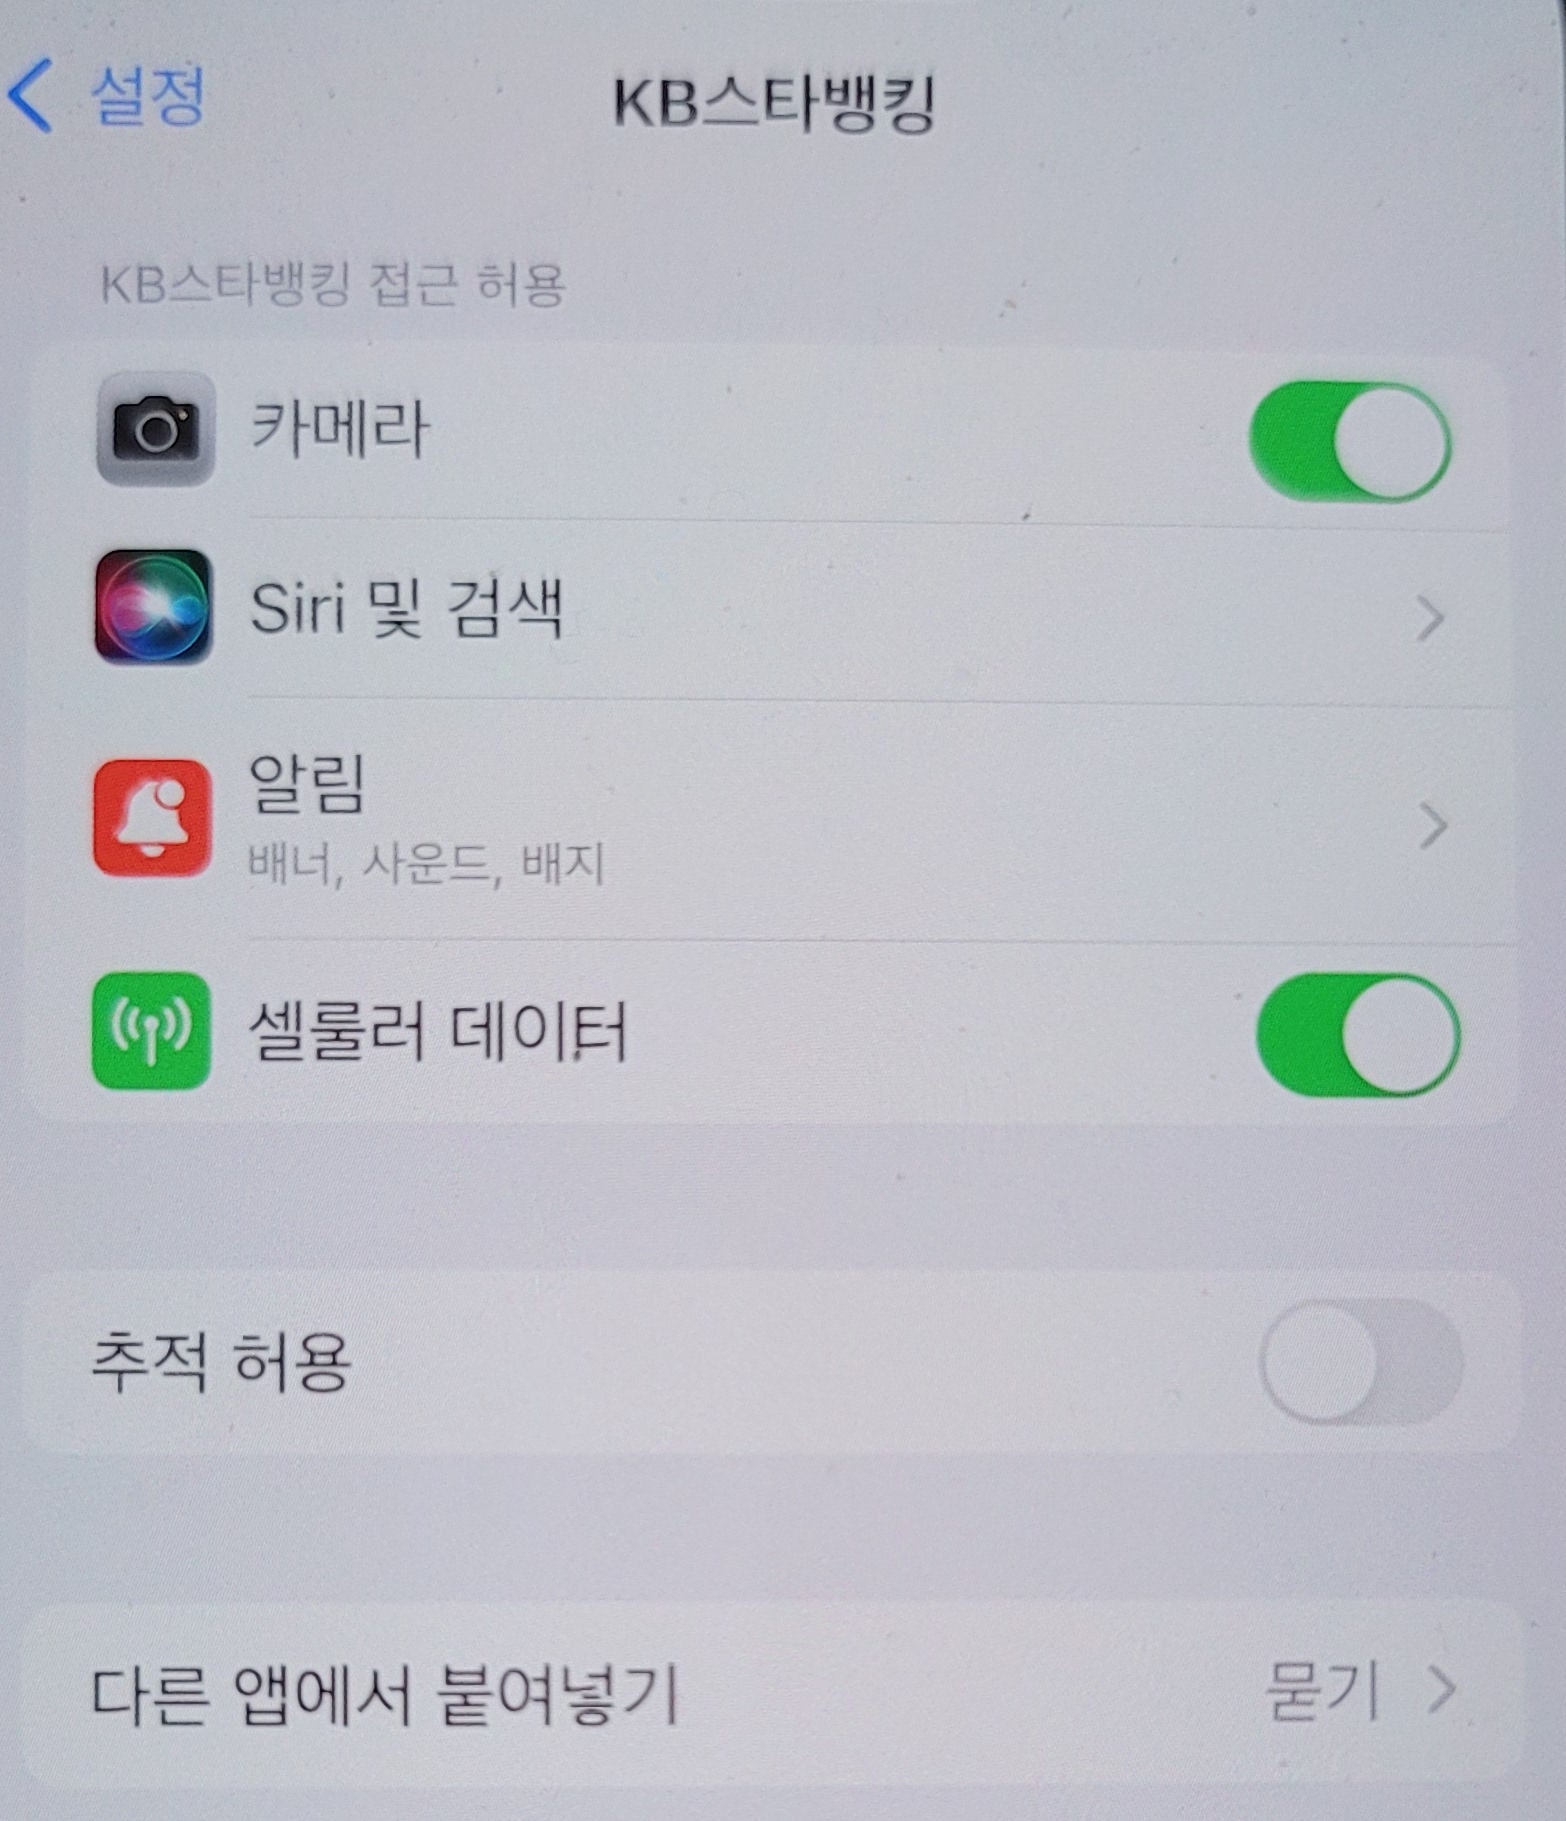 설정
KB스타뱅킹
KB스타뱅킹 접근 허용
카메라
Siri 및 검색
알림
배너, 사운드, 배지
셀룰러 데이터
추적 허용
다른 앱에서 붙여넣기 묻기